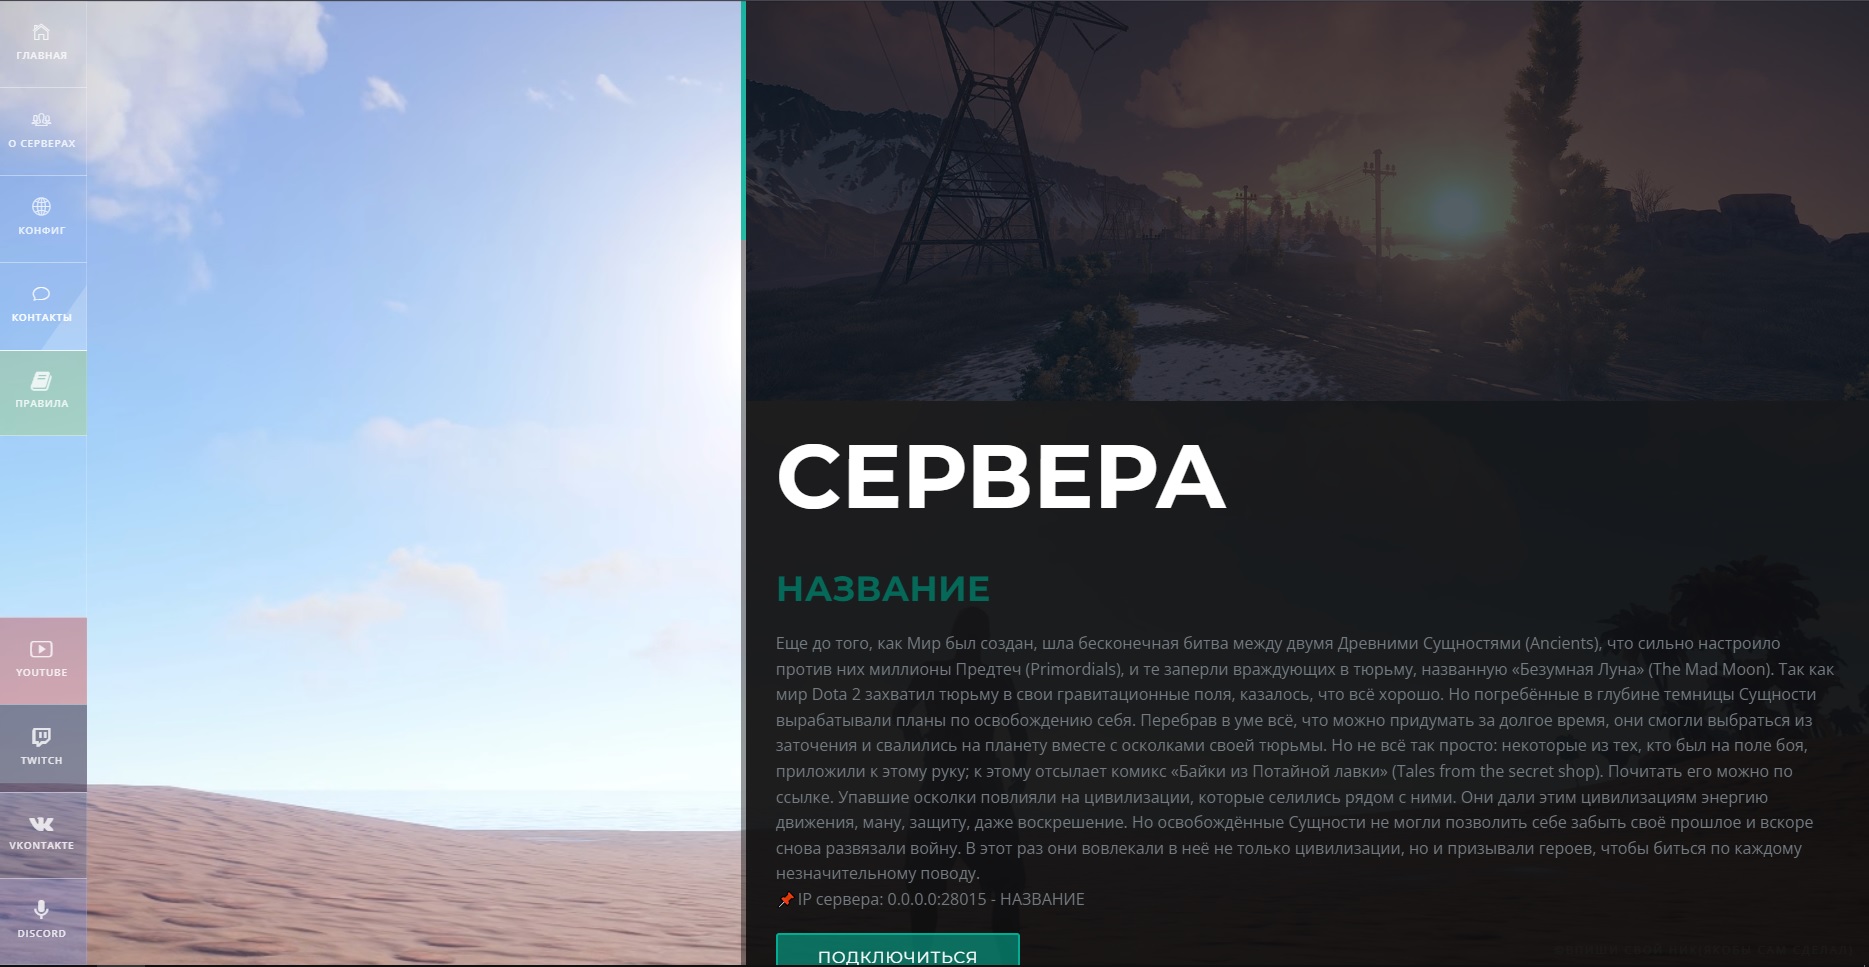 ГЛАВНАЯ
О СЕРВЕРАХ
КОНФИГ
КОНТАКТЫ
ПРАВИЛА
YOUTUBE
TWITCH
VKONTAKTE
DISCORD
СЕРВЕРА
НАЗВАНИЕ
Еще до того, как Мир был создан, шла бесконечная битва между двумя Древними Сущностями (Ancients), что сильно настроило
против них миллионы Предтеч (Primordials), и те заперли враждующих в тюрьму, названную «Безумная Луна» (The Mad Moon). Так как
мир Dota 2 захватил тюрьму в свои гравитационные поля, казалось, что всё хорошо. Но погребённые в глубине темницы Сущности
вырабатывали планы по освобождению себя. Перебрав в уме всё, что можно придумать за долгое время, они смогли выбраться из
заточения и свалились на планету вместе с осколками своей тюрьмы. Но не всё так просто: некоторые из тех, кто был на поле боя,
приложили к этому руку; к этому отсылает комикс «Байки из Потайной лавки» (Tales from the secret shop). Почитать его можно по
ссылке. Упавшие осколки повлияли на цивилизации, которые селились рядом с ними. Они дали этим цивилизациям энергию
движения, ману, защиту, даже воскрешение. Но освобождённые Сущности не могли позволить себе забыть своё прошлое и вскоре
снова развязали войну. В этот раз они вовлекали в неё не только цивилизации, но и призывали героев, чтобы биться по каждому
незначительному поводу.
📌 IP сервера: 0.0.0.0:28015 - НАЗВАНИЕ
ПОДКЛЮЧИТЬСЯ